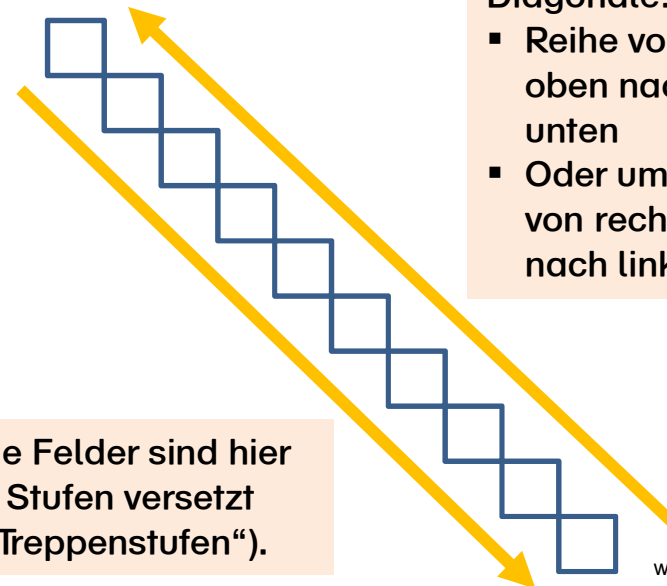 Diagonale:
▪ Reihe vo
oben nac
unten
▪ Oder um
von rech
nach link
e Felder sind hier
Stufen versetzt
Treppenstufen“).
w